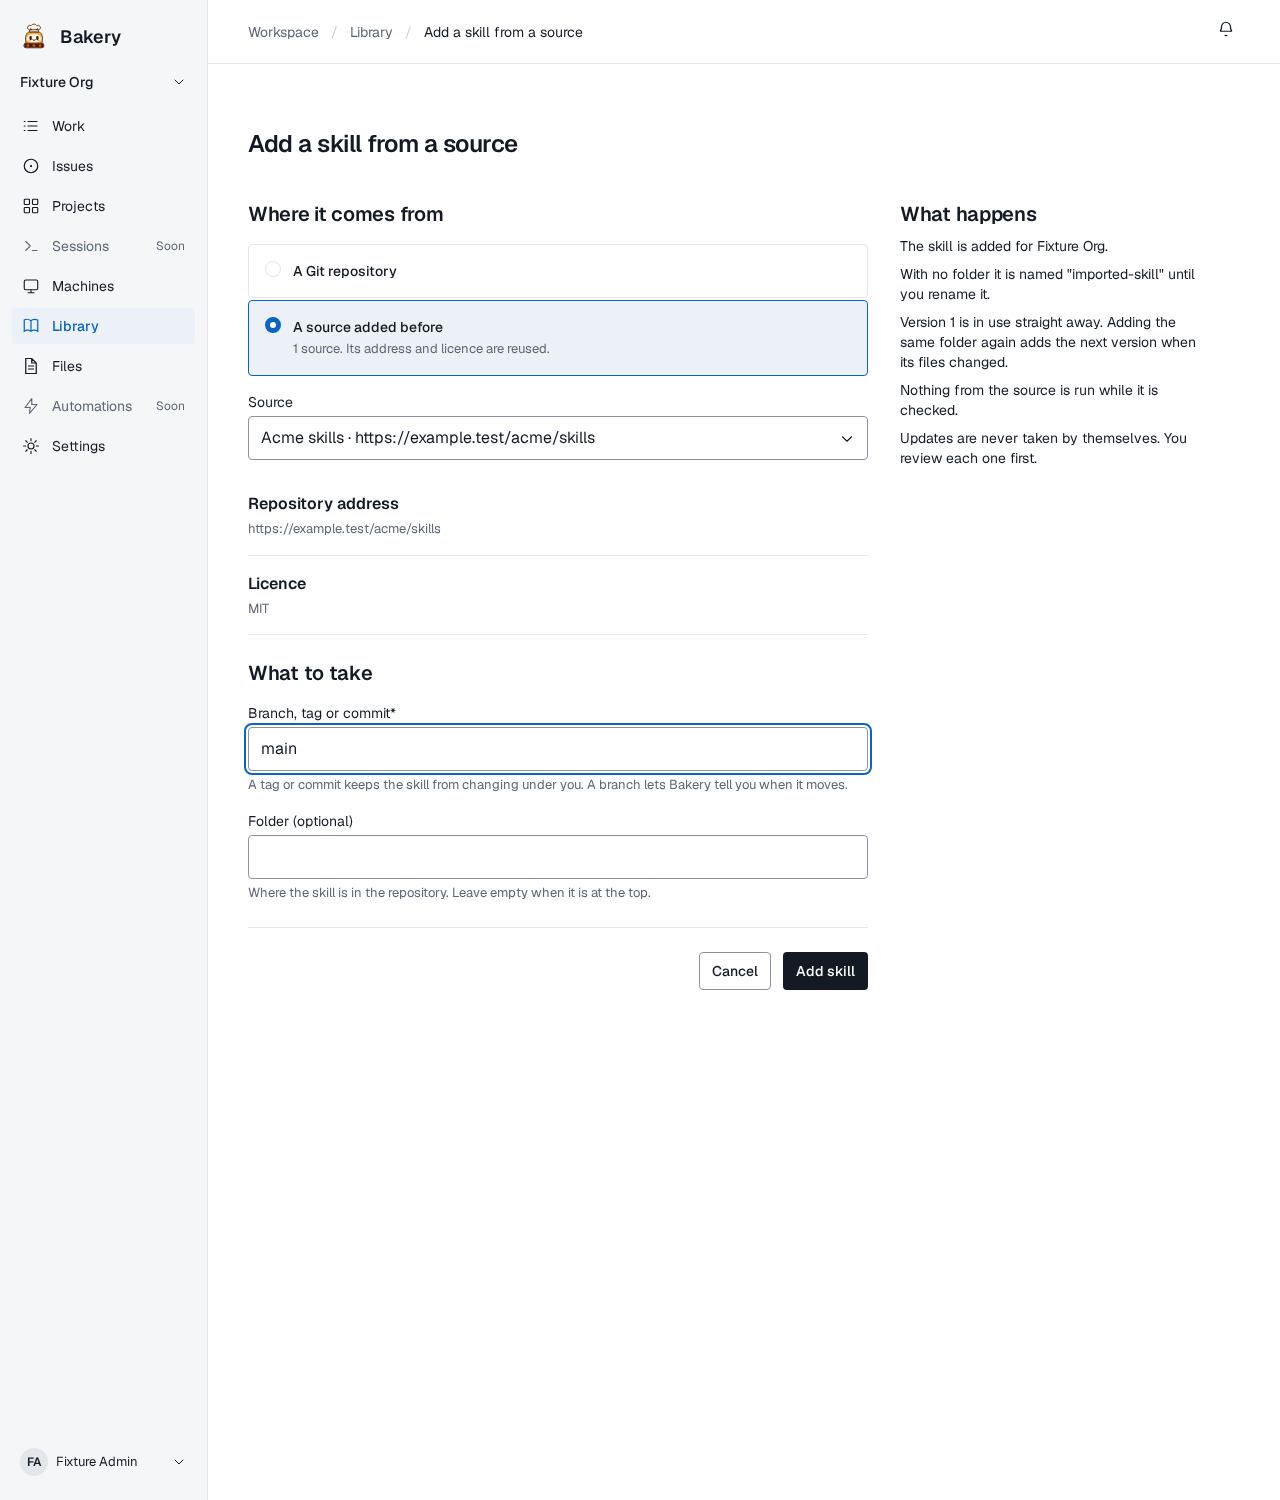 Bakery
Fixture Org
Work
Issues
Projects
Sessions Soon
Machines
Library
Files
Automations Soon
Settings
FA Fixture Admin
Workspace / Library / Add a skill from a source
Add a skill from a source
Where it comes from
A Git repository
A source added before
1 source. Its address and licence are reused.
Source
Acme skills · https://example.test/acme/skills
Repository address
https://example.test/acme/skills
Licence
MIT
What to take
Branch, tag or commit*
main
A tag or commit keeps the skill from changing under you. A branch lets Bakery tell you when it moves.
Folder (optional)
Where the skill is in the repository. Leave empty when it is at the top.
Cancel Add skill
What happens
The skill is added for Fixture Org.
With no folder it is named "imported-skill" until
you rename it.
Version 1 is in use straight away. Adding the
same folder again adds the next version when
its files changed.
Nothing from the source is run while it is
checked.
Updates are never taken by themselves. You
review each one first.